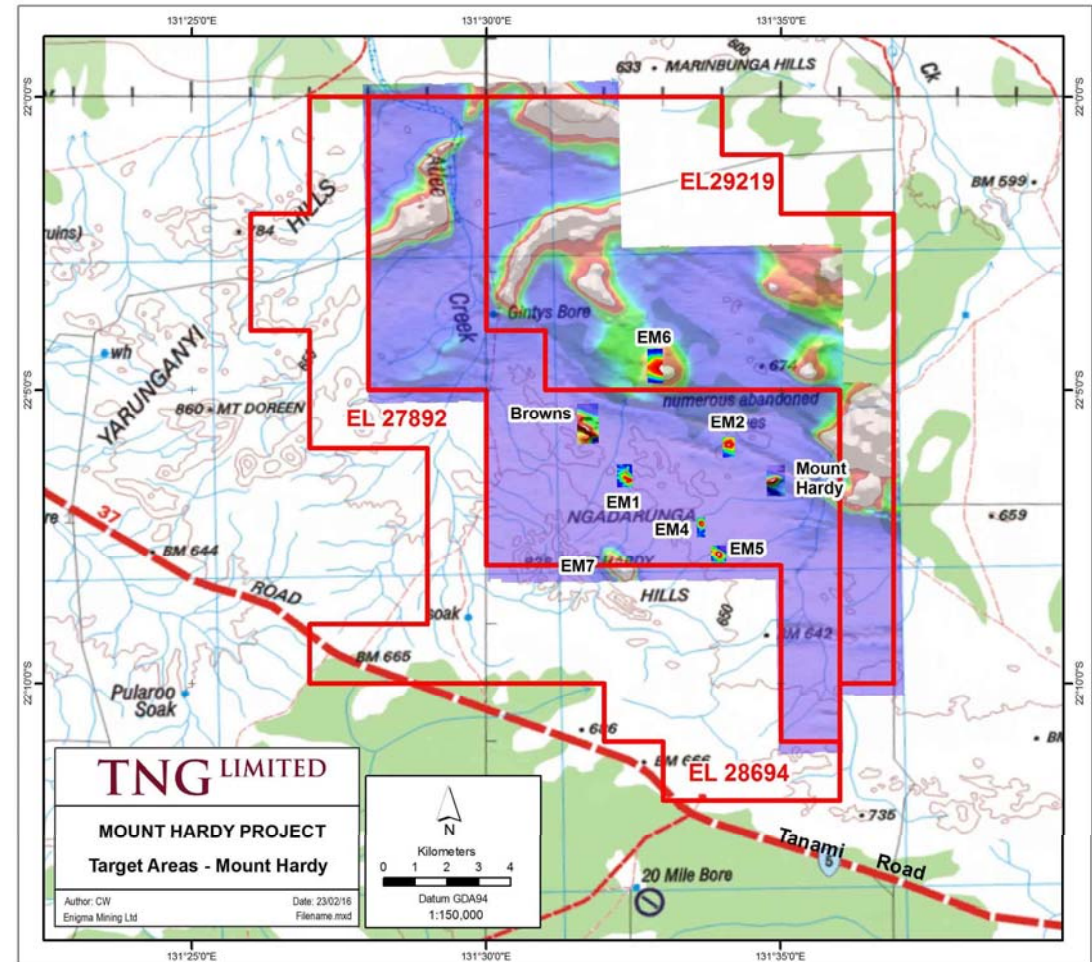 131°25'0"E
131°30'0"E
131°35'0"E
22°0'0"S
22°0'0"S
600
633
MARINBUNGA HILLS
Ck
EL29219
BM 599
HILLS
784
Alice
Creek
Gintys Bore
wh
YARUNGANYI
650
EM6
674
22°5'0"S
22°5'0"S
860
MT DOREEN
EL 27892
numerous abandoned
Browns
EM2
Mount
Hardy
EM1
NGADARUNGA
EM4
EM5
659
37
BM 644
EM7
HARDY
HILLS
650
ROAD
soak
BM 642
BM 665
22°10'0"S
22°10'0"S
Pularoo
Soak
686
BM 666
EL 28694
735
Tanami Road
5
20 Mile Bore
TNG LIMITED
MOUNT HARDY PROJECT
Target Areas - Mount Hardy
Author: CW
Date: 23/02/16
Enigma Mining Ltd
Filename.mxd
N
Kilometers
0 1 2 3 4
Datum GDA94
1:150,000
131°25'0"E
131°30'0"E
131°35'0"E